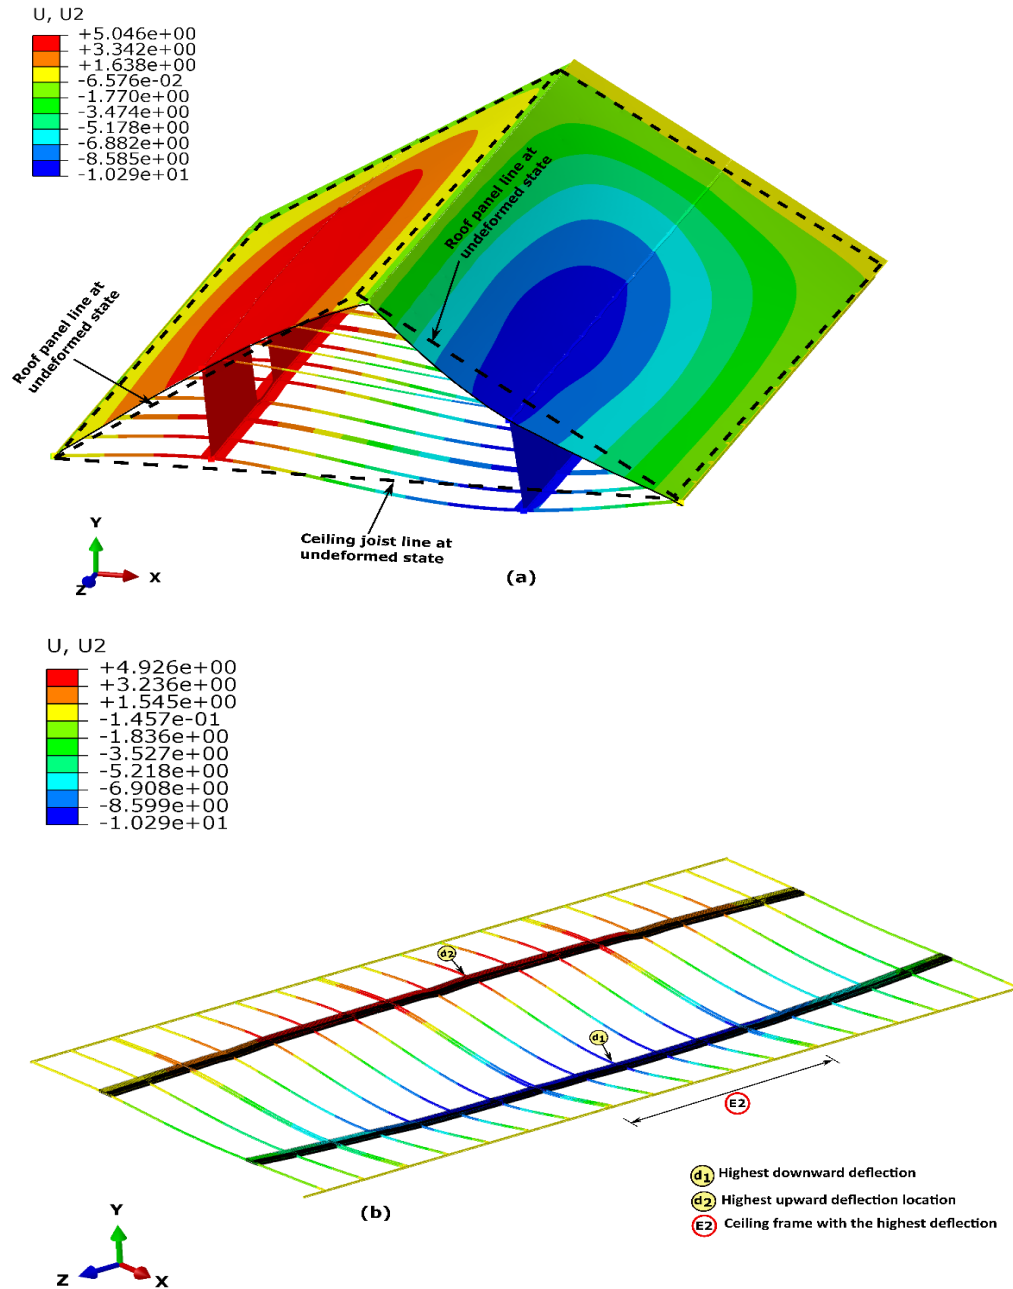 U, U2
+5.046e+00
+3.342e+00
+1.638e+00
-6.576e-02
-1.770e+00
-3.474e+00
-5.178e+00
-6.882e+00
-8.585e+00
-1.029e+01
Roof panel line at
undeformed state
Roof panel line at
undeformed state
Ceiling joist line at
undeformed state
Y
X
Z
(a)
U, U2
+4.926e+00
+3.236e+00
+1.545e+00
-1.457e-01
-1.836e+00
-3.527e+00
-5.218e+00
-6.908e+00
-8.599e+00
-1.029e+01
d2
d1
E2
d1 Highest downward deflection
d2 Highest upward deflection location
E2 Ceiling frame with the highest deflection
(b)
Y
Z
X